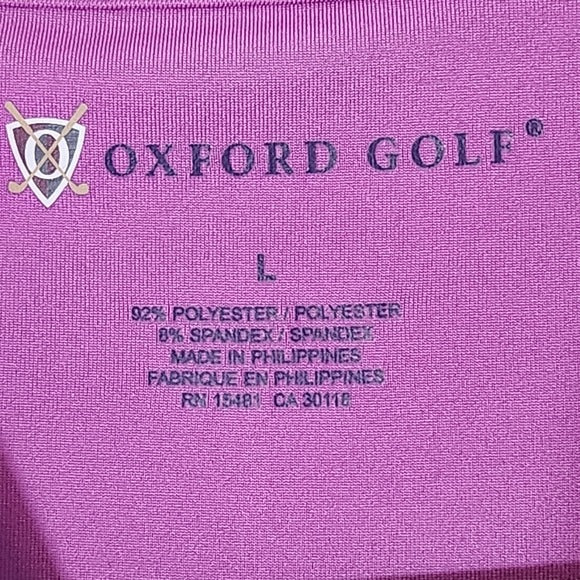 O OXFORD GOLF®
L
92% POLYESTER / POLYESTER
8% SPANDEX / SPANDEX
MADE IN PHILIPPINES
FABRIQUE EN PHILIPPINES
RN 15481 CA 30118